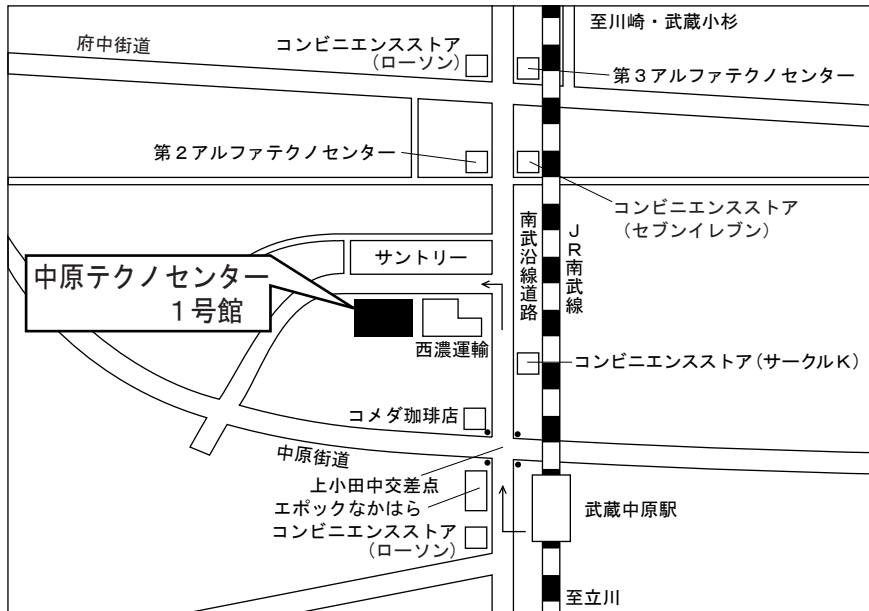 府中街道
コンビニエンスストア
(ローソン)
至川崎・武蔵小杉
第3アルファテクノセンター
第2アルファテクノセンター
コンビニエンスストア
(セブンイレブン)
南武沿線道路
JR南武線
サントリー
中原テクノセンター
1号館
西濃運輸
コンビニエンスストア(サークルK)
コメダ珈琲店
中原街道
上小田中交差点
エポックなかはら
武蔵中原駅
コンビニエンスストア
(ローソン)
至立川